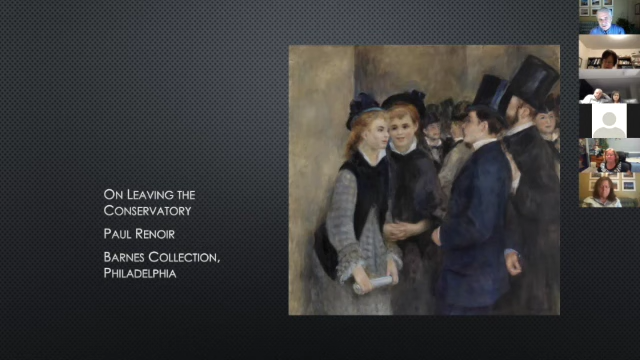 On Leaving the
Conservatory
Paul Renoir
Barnes Collection,
Philadelphia